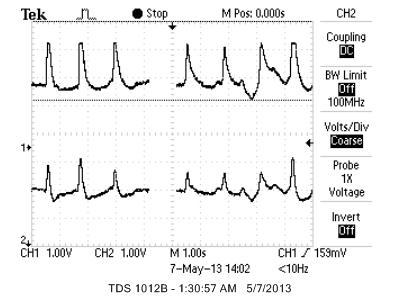 Tek Stop M Pos: 0.000s CH2
Coupling
DC
BW Limit
Off
100MHz
Volts/Div
Coarse
1
Probe
1X
Voltage
Invert
Off
2
CH1 1.00V CH2 1.00V M 1.00s CH1 159mV
7-May-13 14:02 <10Hz
TDS 1012B - 1:30:57 AM 5/7/2013